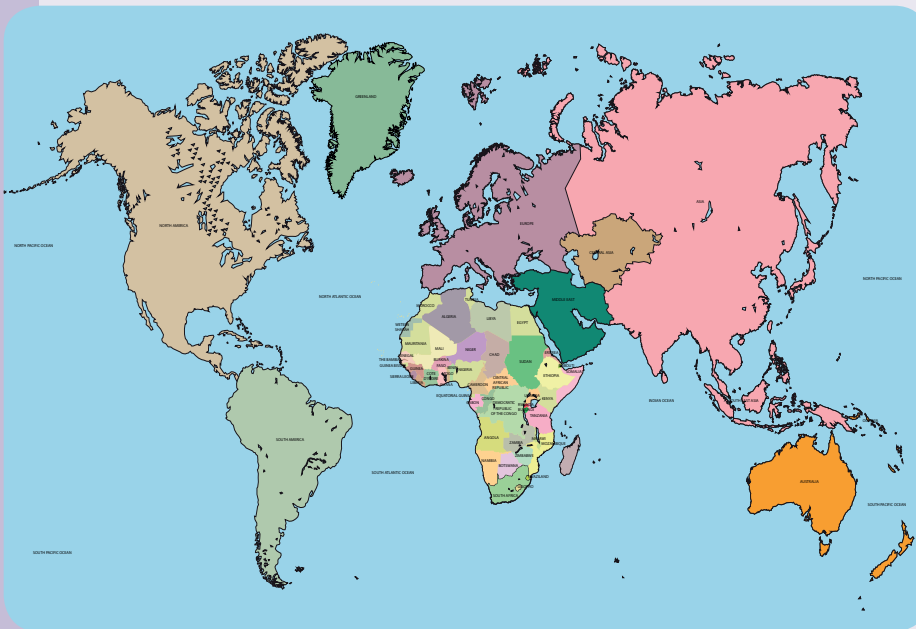 GREENLAND
ASIA
EUROPE
NORTH AMERICA
NORTH PACIFIC OCEAN
CENTRAL ASIA
NORTH PACIFIC OCEAN
NORTH ATLANTIC OCEAN
MIDDLE EAST
MOROCCO
ALGERIA
LIBYA
EGYPT
WESTERN
SAHARA
MAURITANIA
MALI
NIGER
CHAD
SUDAN
SENEGAL
THE GAMBIA
GUINEA BISSAU
BURKINA
FASO
NIGERIA
ETHIOPIA
SIERRA LEONE
CAMEROON
CENTRAL
AFRICAN
REPUBLIC
EQUATORIAL GUINEA
GABON
CONGO
DEMOCRATIC
REPUBLIC
OF THE CONGO
KENYA
INDIAN OCEAN
TANZANIA
SOUTH AMERICA
ANGOLA
ZAMBIA
MOZAMBIQUE
ZIMBABWE
NAMIBIA
BOTSWANA
SOUTH ATLANTIC OCEAN
SOUTH AFRICA
AUSTRALIA
SOUTH PACIFIC OCEAN
SOUTH PACIFIC OCEAN